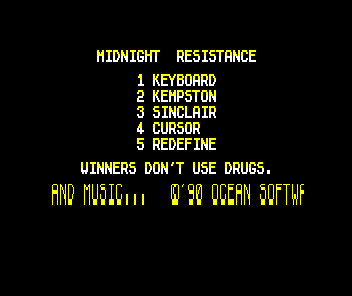 MIDNIGHT RESISTANCE
1 KEYBOARD
2 KEMPSTON
3 SINCLAIR
4 CURSOR
5 REDEFINE
WINNERS DON'T USE DRUGS.
AND MUSIC... ©'90 OCEAN SOFTWA